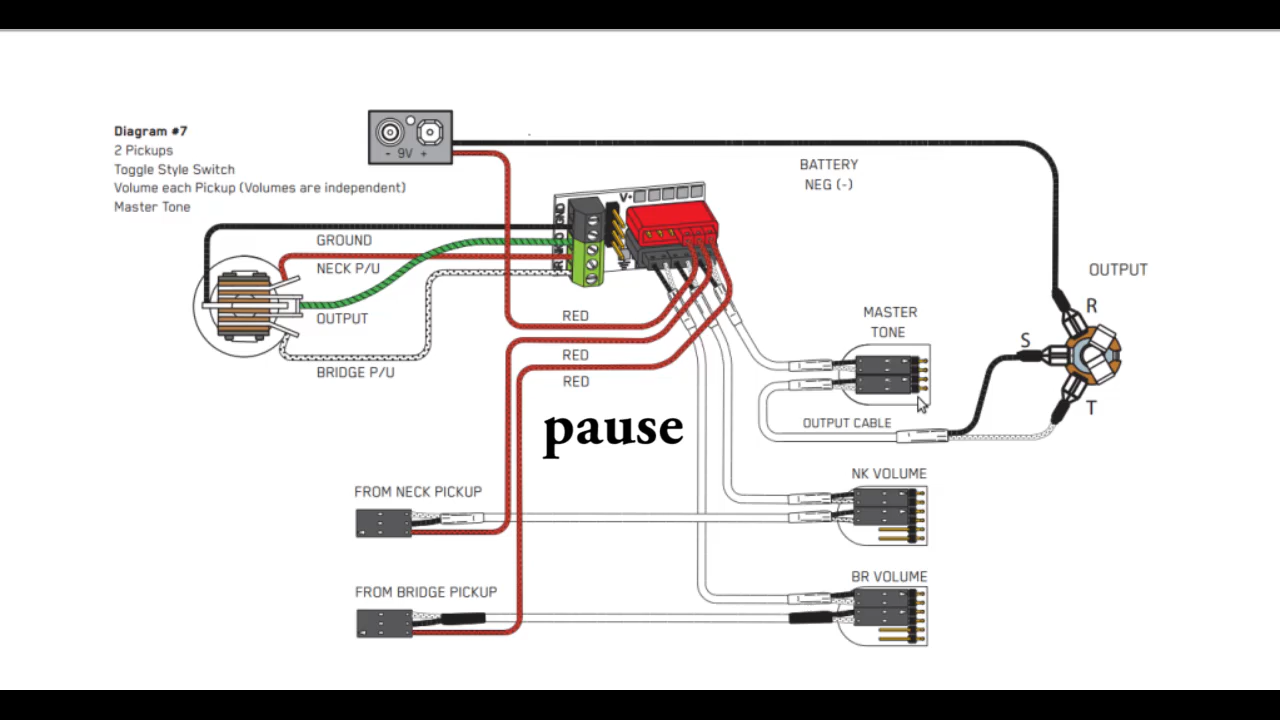 Diagram #7
2 Pickups
Toggle Style Switch
Volume each Pickup (Volumes are independent)
Master Tone
- 9V +
BATTERY
NEG (-)
V+
GND
GROUND
NECK P/U
OUTPUT
BRIDGE P/U
RED
RED
RED
pause
MASTER
TONE
OUTPUT CABLE
OUTPUT
R
S
T
NK VOLUME
FROM NECK PICKUP
BR VOLUME
FROM BRIDGE PICKUP